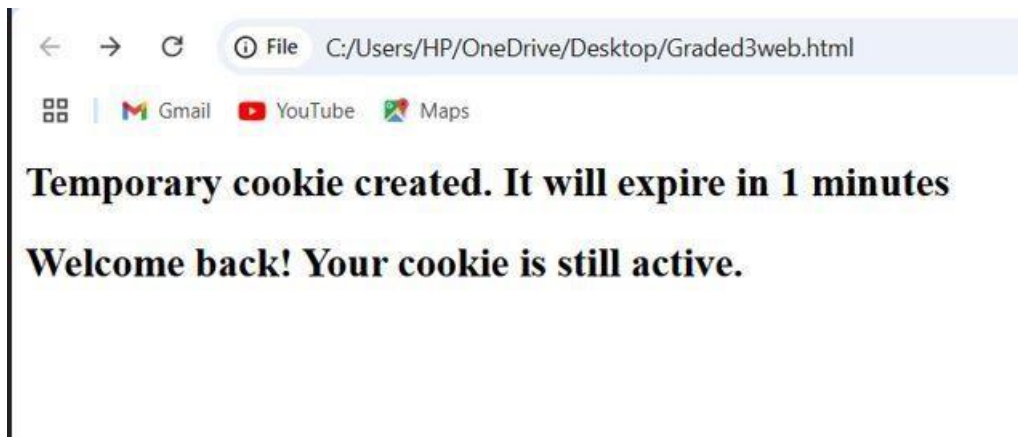 File C:/Users/HP/OneDrive/Desktop/Graded3web.html
Gmail YouTube Maps
Temporary cookie created. It will expire in 1 minutes
Welcome back! Your cookie is still active.